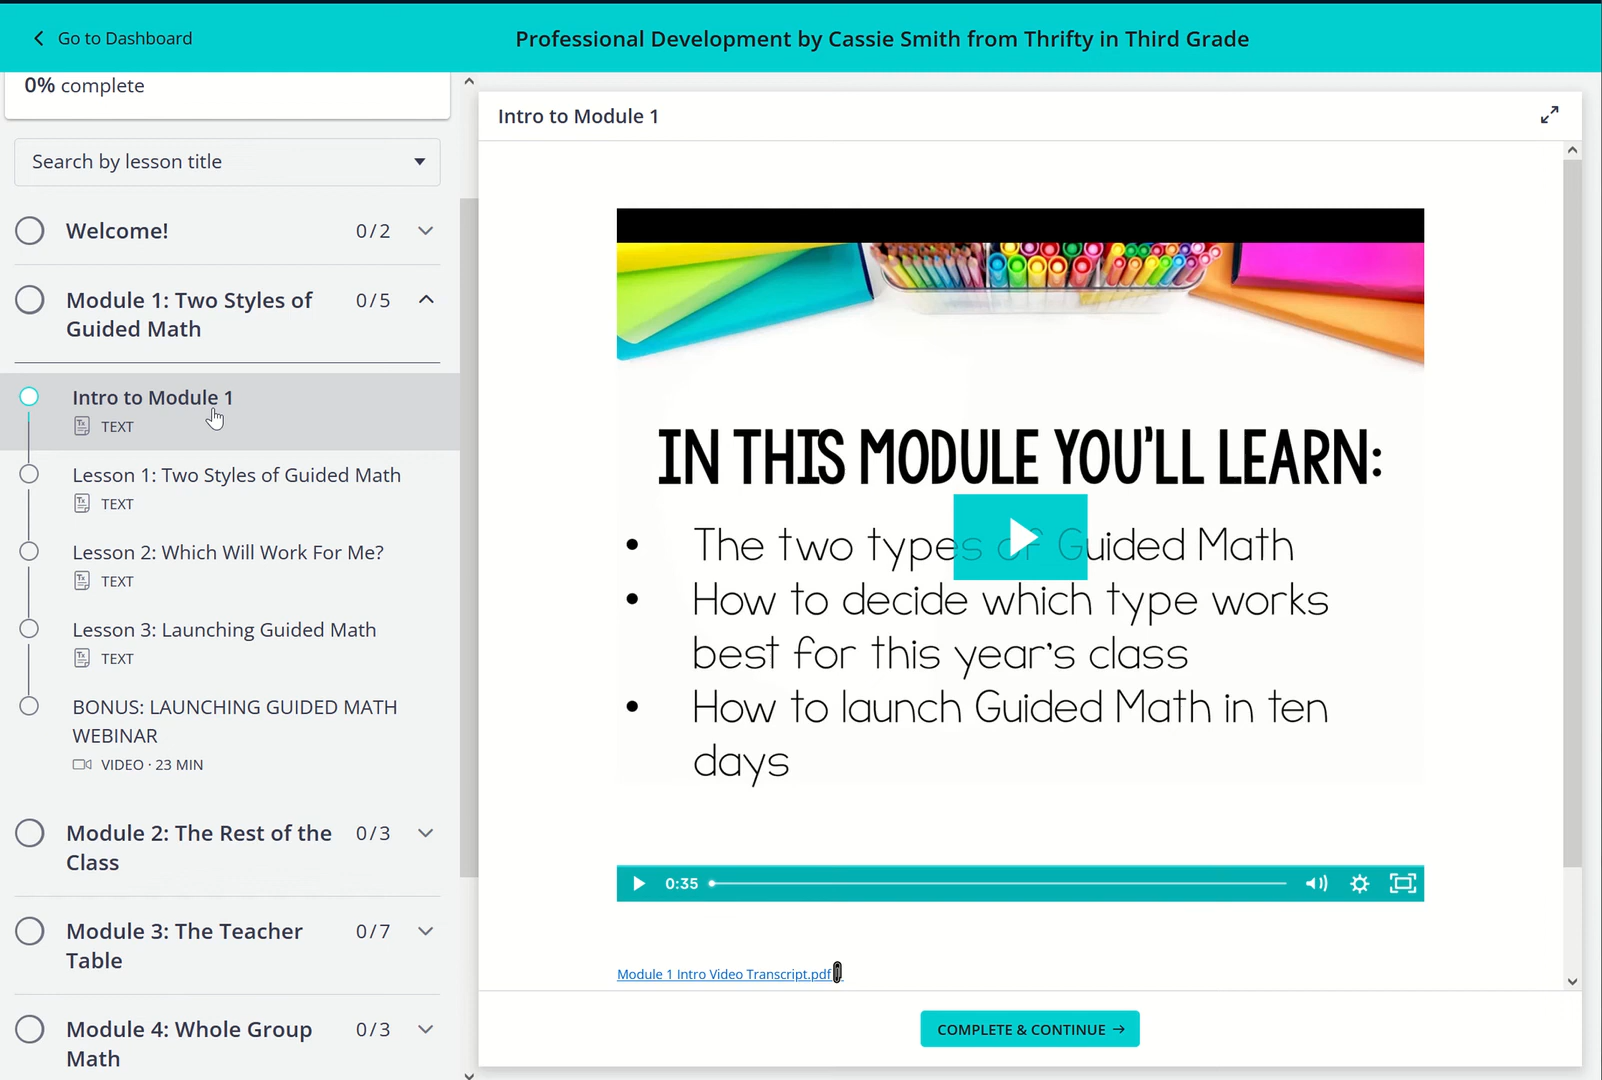 Go to Dashboard
Professional Development by Cassie Smith from Thrifty in Third Grade
0% complete
Search by lesson title
Welcome!
0 / 2
Module 1: Two Styles of
Guided Math
0 / 5
Intro to Module 1
TEXT
Lesson 1: Two Styles of Guided Math
TEXT
Lesson 2: Which Will Work For Me?
TEXT
Lesson 3: Launching Guided Math
TEXT
BONUS: LAUNCHING GUIDED MATH
WEBINAR
VIDEO · 23 MIN
Module 2: The Rest of the
Class
0 / 3
Module 3: The Teacher
Table
0 / 7
Module 4: Whole Group
Math
0 / 3
Intro to Module 1
IN THIS MODULE YOU'LL LEARN:
• The two types of Guided Math
• How to decide which type works
best for this year's class
• How to launch Guided Math in ten
days
0:35
Module 1 Intro Video Transcript.pdf
COMPLETE & CONTINUE →